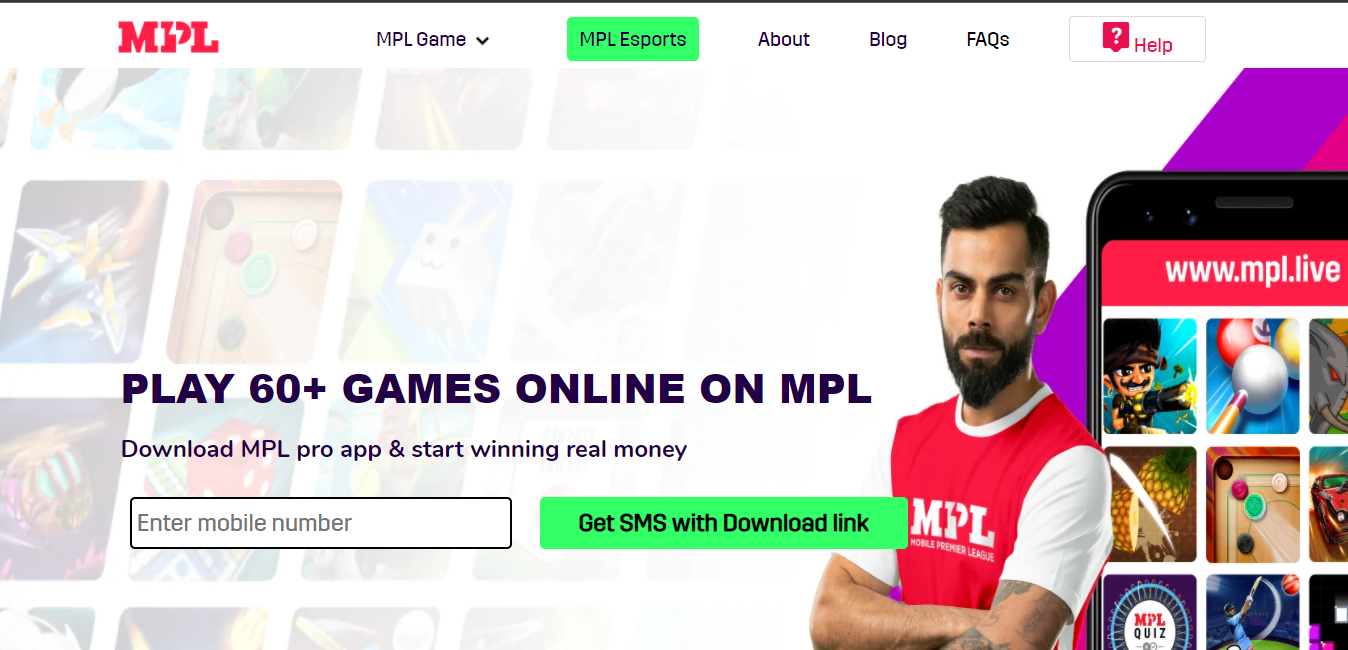 MPL
MPL Game
MPL Esports
About
Blog
FAQs
? Help
www.mpl.live
PLAY 60+ GAMES ONLINE ON MPL
Download MPL pro app & start winning real money
Enter mobile number
Get SMS with Download link
MPL
MOBILE PREMIER LEAGUE
MPL
QUIZ